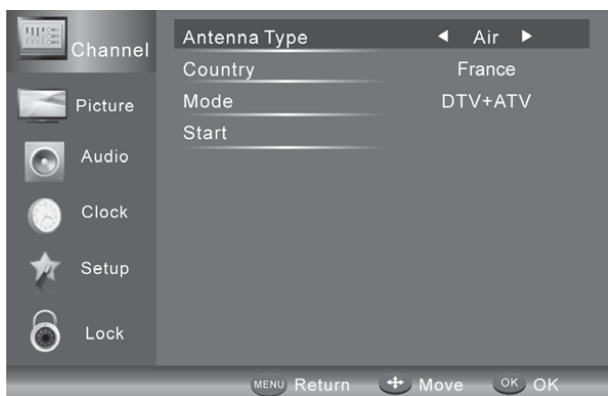 Channel
Picture
Audio
Clock
Setup
Lock
Antenna Type Air
Country France
Mode DTV+ATV
Start
MENU Return Move OK OK